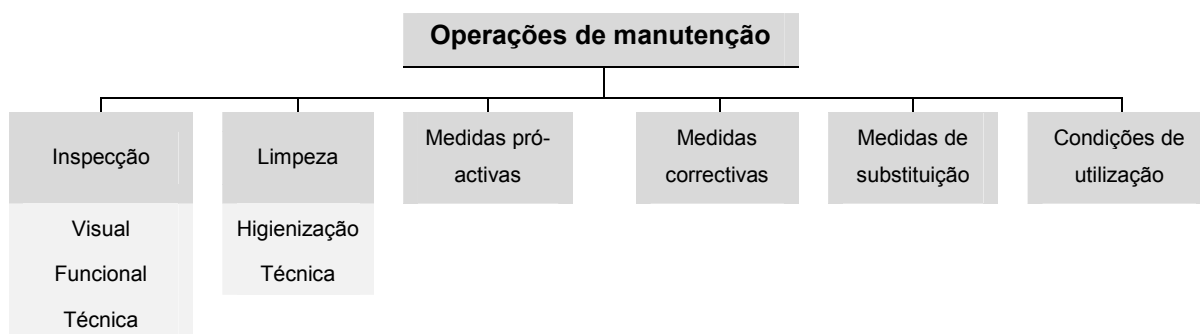 Operações de manutenção
Inspecção
Visual
Funcional
Técnica
Limpeza
Higienização
Técnica
Medidas pró-
activas
Medidas
correctivas
Medidas de
substituição
Condições de
utilização